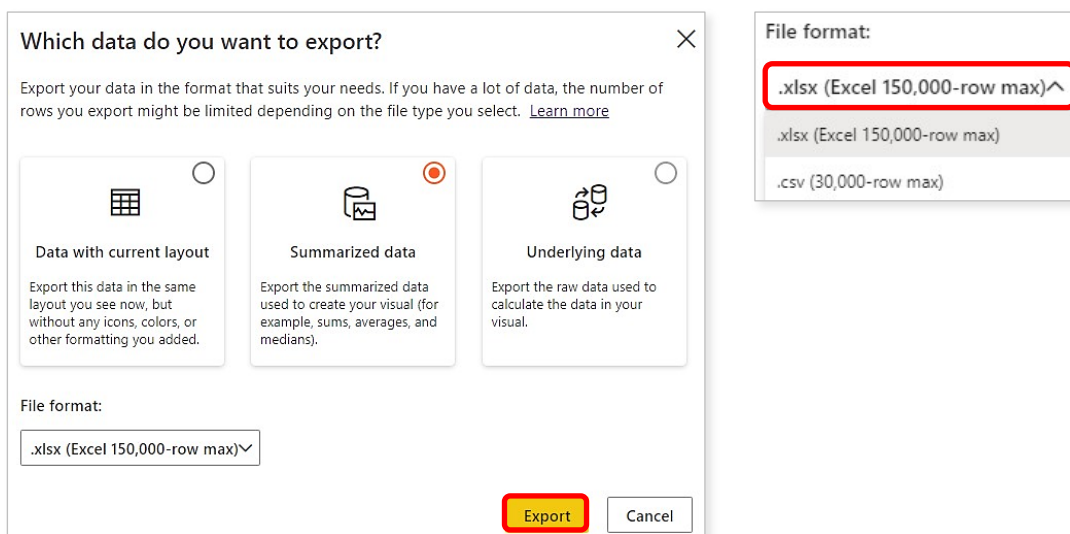 Which data do you want to export?
Export your data in the format that suits your needs. If you have a lot of data, the number of
rows you export might be limited depending on the file type you select. Learn more
Data with current layout
Export this data in the same
layout you see now, but
without any icons, colors, or
other formatting you added.
Summarized data
Export the summarized data
used to create your visual (for
example, sums, averages, and
medians).
Underlying data
Export the raw data used to
calculate the data in your
visual.
File format:
.xlsx (Excel 150,000-row max)
Export
Cancel
File format:
.xlsx (Excel 150,000-row max)
.xlsx (Excel 150,000-row max)
.csv (30,000-row max)